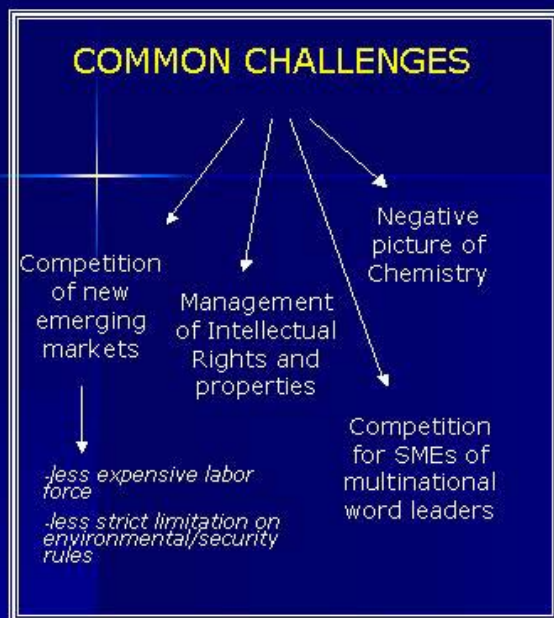 COMMON CHALLENGES
Competition
of new
emerging
markets
-less expensive labor
force
-less strict limitation on
environmental/security
rules
Management
of Intellectual
Rights and
properties
Competition
for SMEs of
multinational
word leaders
Negative
picture of
Chemistry